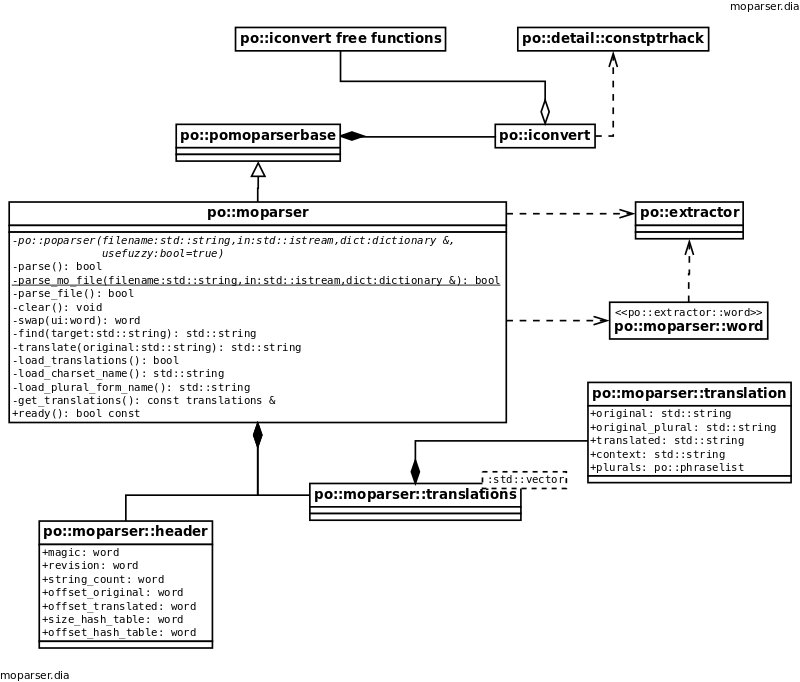 moparser.dia
po::iconvert free functions
po::detail::constptrhack
po::pomoparserbase
po::iconvert
po::moparser
-po::poparser(filename:std::string,in:std::istream,dict:dictionary &,
usefuzzy:bool=true)
-parse(): bool
-parse_mo_file(filename:std::string,in:std::istream,dict:dictionary &): bool
-parse_file(): bool
-clear(): void
-swap(ui:word): word
-find(target:std::string): std::string
-translate(original:std::string): std::string
-load_translations(): bool
-load_charset_name(): std::string
-load_plural_form_name(): std::string
-get_translations(): const translations &
+ready(): bool const
po::extractor
<<po::extractor::word>>
po::moparser::word
po::moparser::translation
+original: std::string
+original_plural: std::string
+translated: std::string
+context: std::string
+plurals: po::phraselist
:std::vector
po::moparser::translations
po::moparser::header
+magic: word
+revision: word
+string_count: word
+offset_original: word
+offset_translated: word
+size_hash_table: word
+offset_hash_table: word
moparser.dia